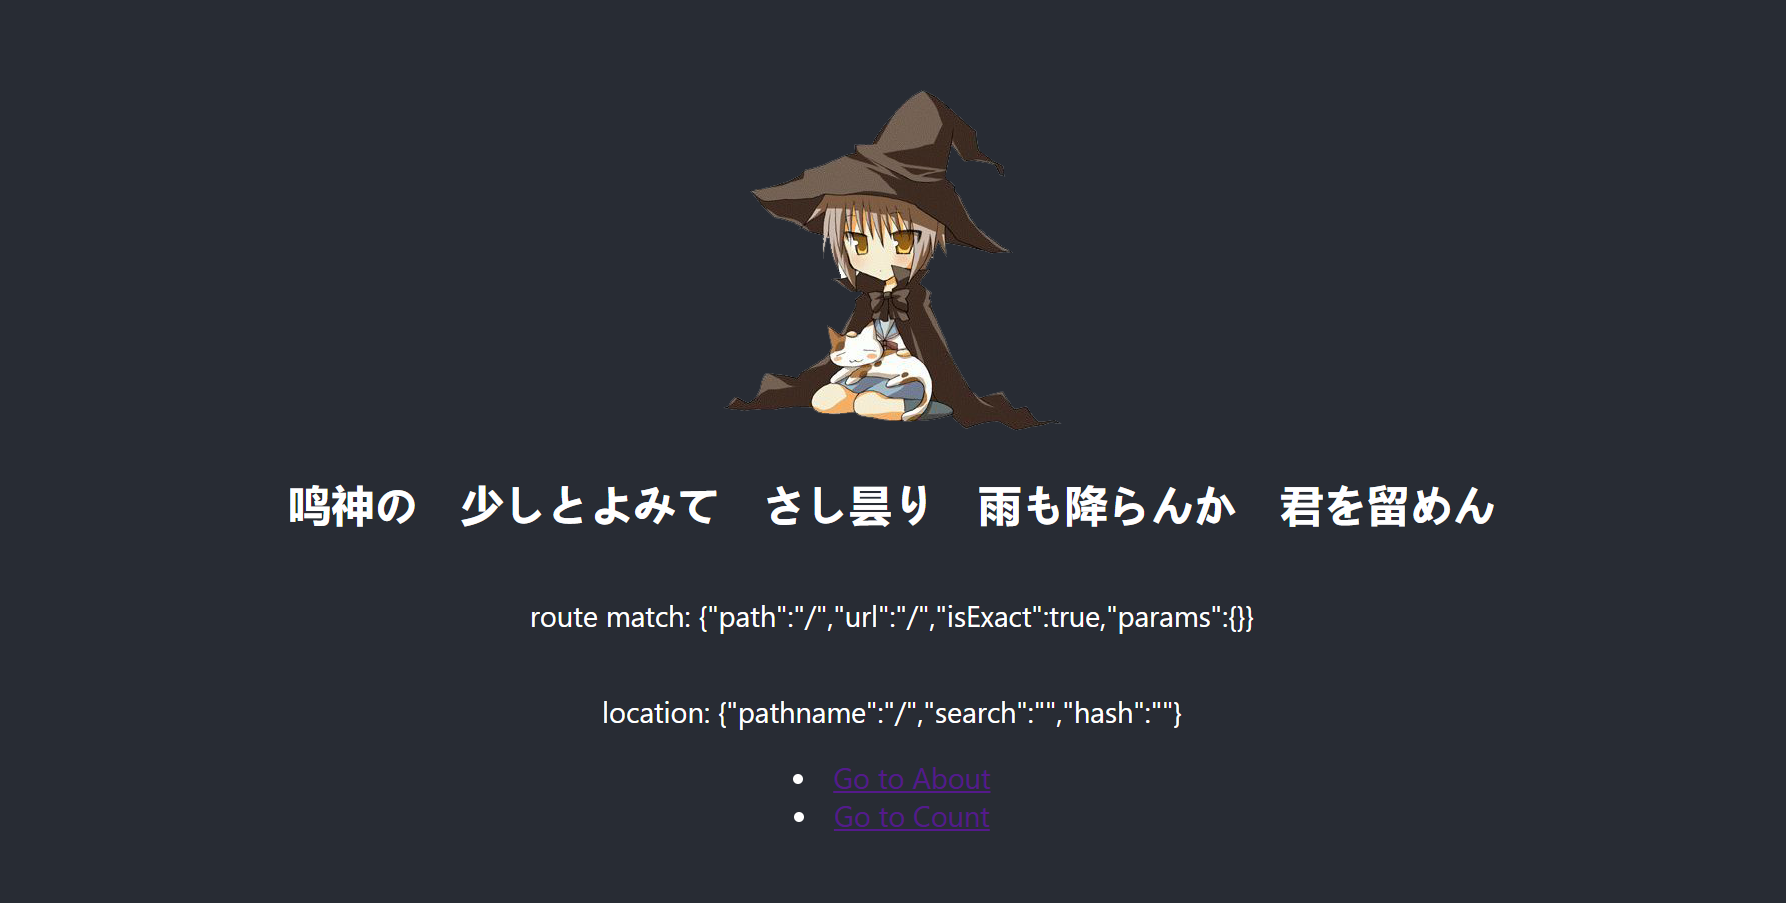 鸣神の　少しとよみて　さし曇り　雨も降らんか　君を留めん
route match: {"path":"/","url":"/","isExact":true,"params":{}}
location: {"pathname":"/","search":"","hash":""}
Go to About
Go to Count